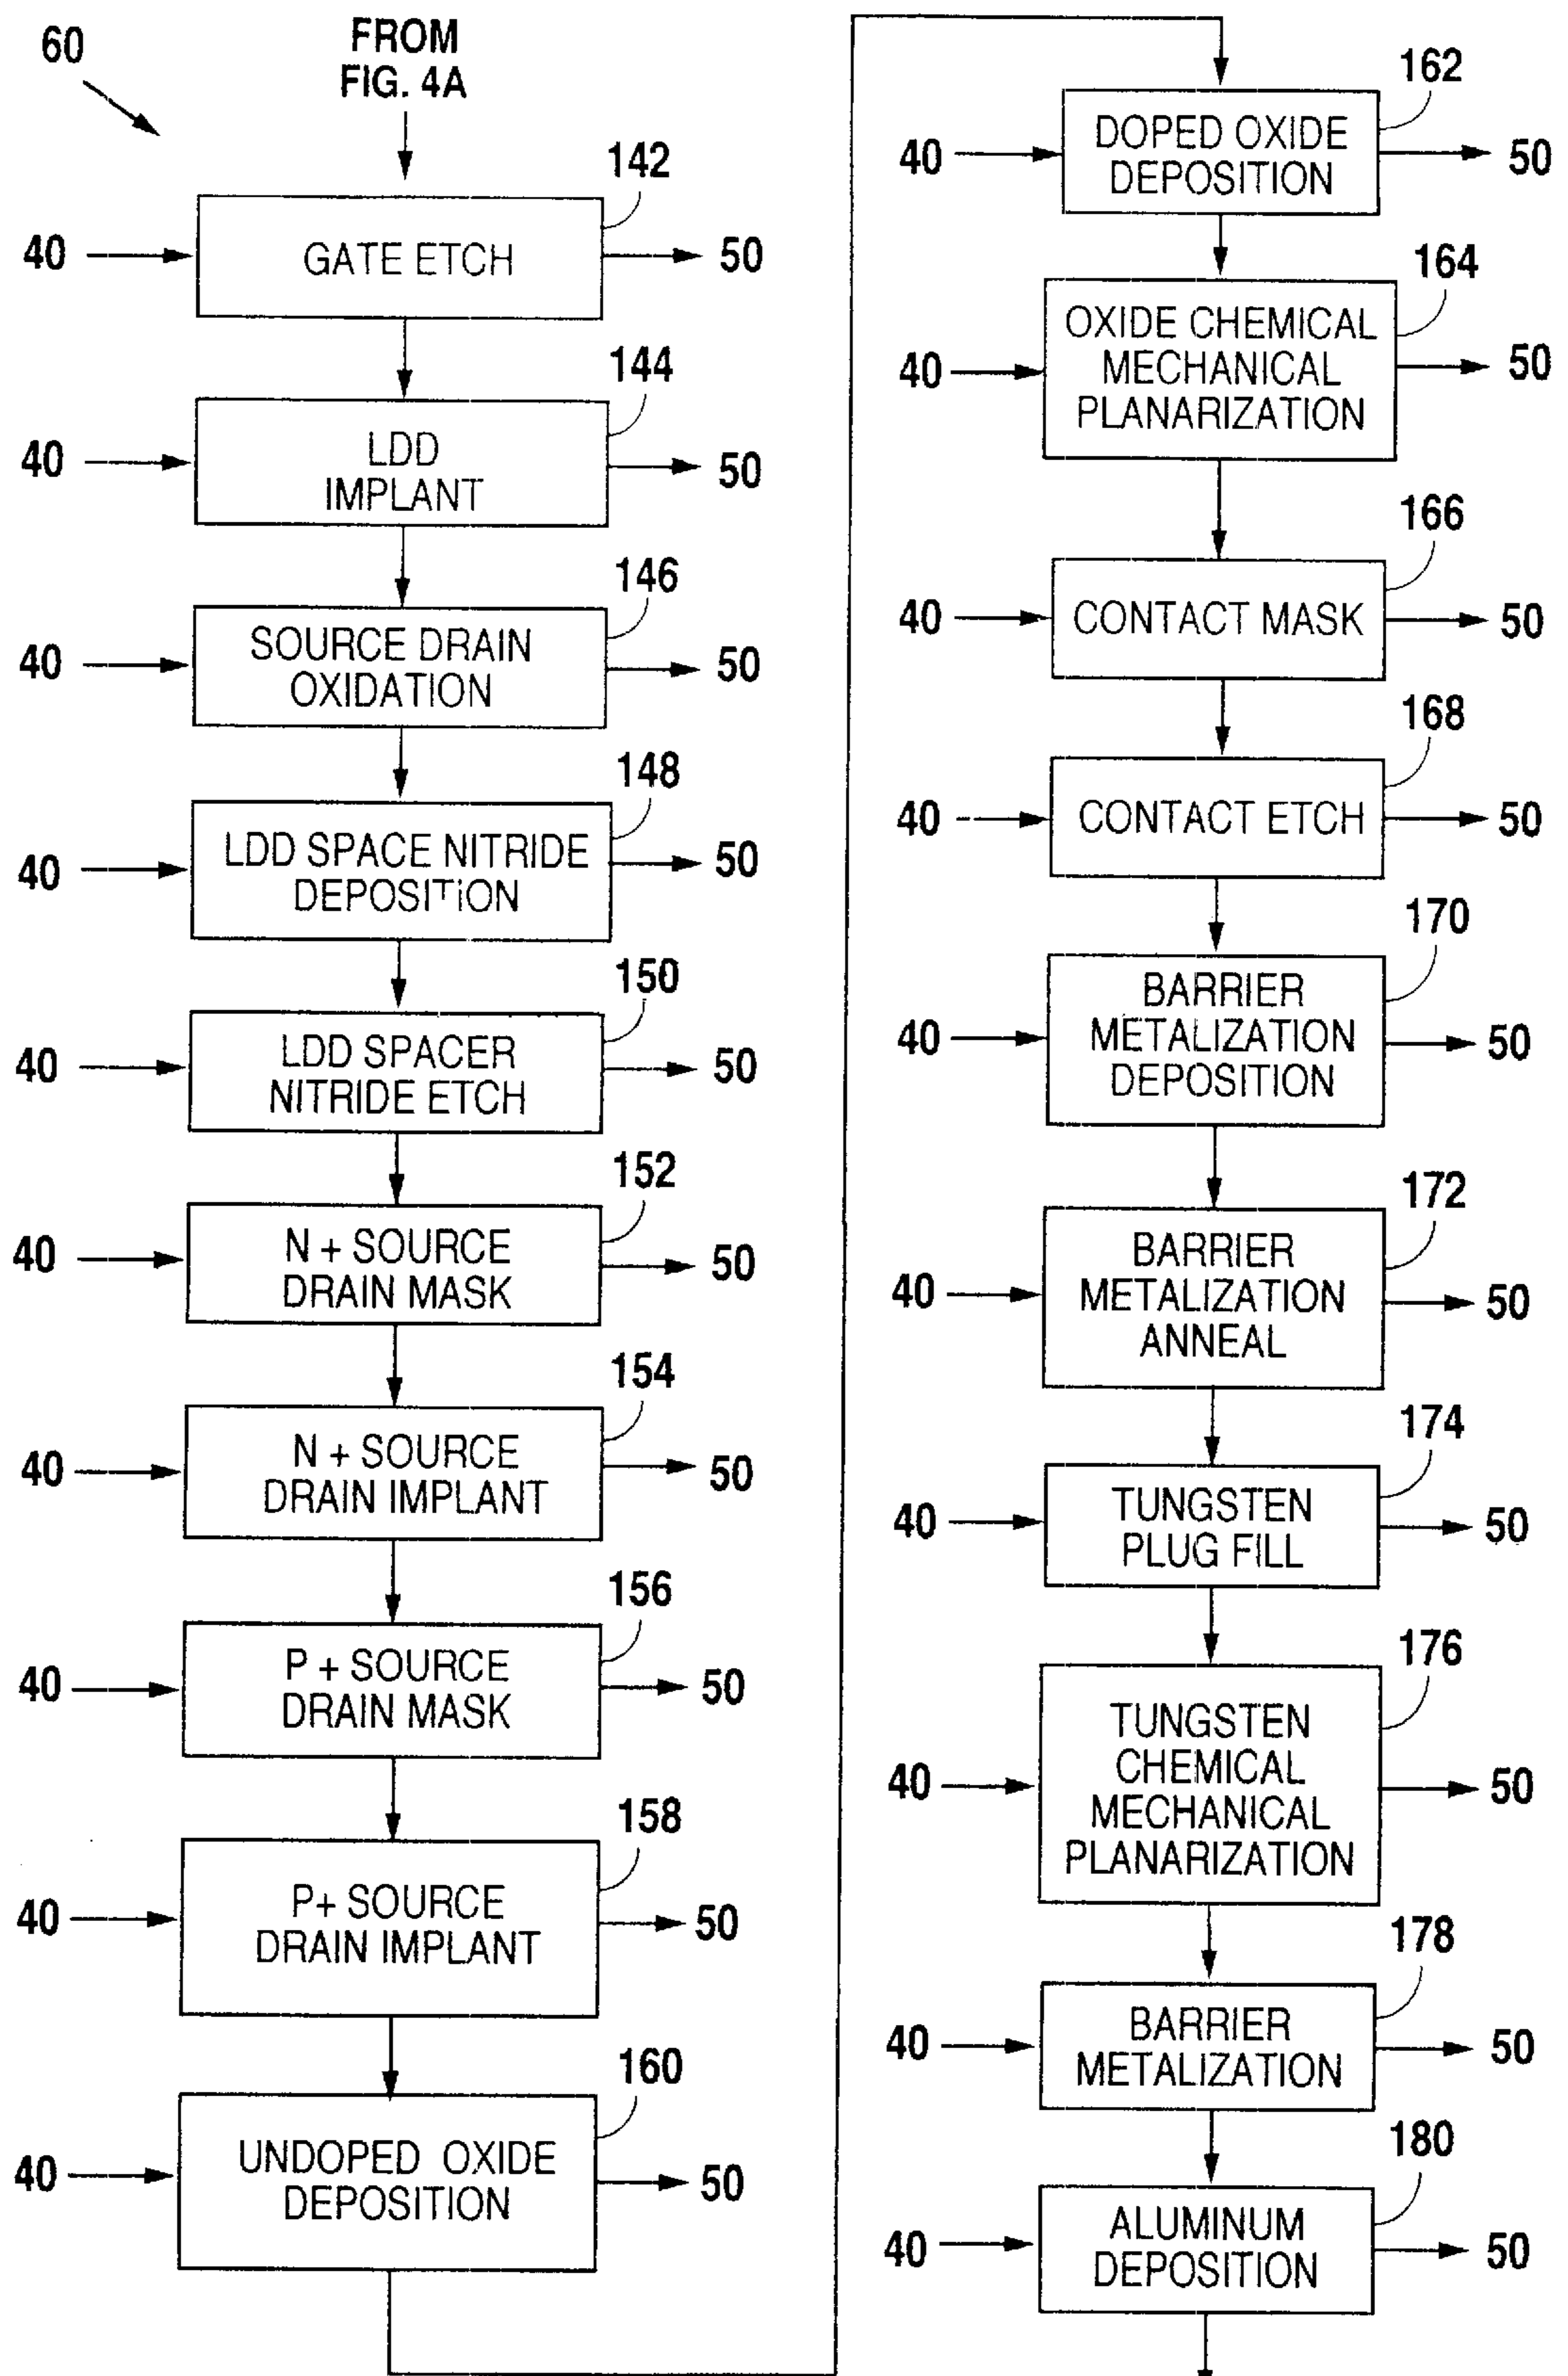 60
FROM
FIG. 4A
142
40
GATE ETCH
50
144
40
LDD
IMPLANT
50
146
40
SOURCE DRAIN
OXIDATION
50
148
40
LDD SPACE NITRIDE
DEPOSITION
50
150
40
LDD SPACER
NITRIDE ETCH
50
152
40
N + SOURCE
DRAIN MASK
50
154
40
N + SOURCE
DRAIN IMPLANT
50
156
40
P + SOURCE
DRAIN MASK
50
158
40
P+ SOURCE
DRAIN IMPLANT
50
160
40
UNDOPED OXIDE
DEPOSITION
50
162
40
DOPED OXIDE
DEPOSITION
50
164
40
OXIDE CHEMICAL
MECHANICAL
PLANARIZATION
50
166
40
CONTACT MASK
50
168
40
CONTACT ETCH
50
170
40
BARRIER
METALIZATION
DEPOSITION
50
172
40
BARRIER
METALIZATION
ANNEAL
50
174
40
TUNGSTEN
PLUG FILL
50
176
40
TUNGSTEN
CHEMICAL
MECHANICAL
PLANARIZATION
50
178
40
BARRIER
METALIZATION
50
180
40
ALUMINUM
DEPOSITION
50